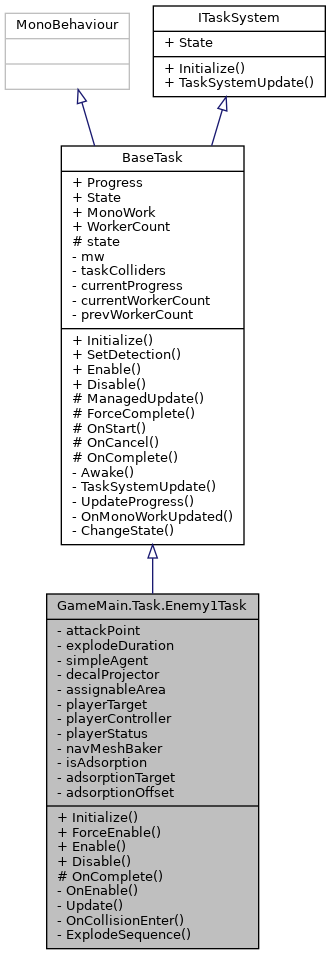 MonoBehaviour
ITaskSystem
+ State
+ Initialize()
+ TaskSystemUpdate()
BaseTask
+ Progress
+ State
+ MonoWork
+ WorkerCount
# state
- mw
- taskColliders
- currentProgress
- currentWorkerCount
- prevWorkerCount
+ Initialize()
+ SetDetection()
+ Enable()
+ Disable()
# ManagedUpdate()
# ForceComplete()
# OnStart()
# OnCancel()
# OnComplete()
- Awake()
- TaskSystemUpdate()
- UpdateProgress()
- OnMonoWorkUpdated()
- ChangeState()
GameMain.Task.Enemy1Task
- attackPoint
- explodeDuration
- simpleAgent
- decalProjector
- assignableArea
- playerTarget
- playerController
- playerStatus
- navMeshBaker
- isAdsorption
- adsorptionTarget
- adsorptionOffset
+ Initialize()
+ ForceEnable()
+ Enable()
+ Disable()
# OnComplete()
- OnEnable()
- Update()
- OnCollisionEnter()
- ExplodeSequence()